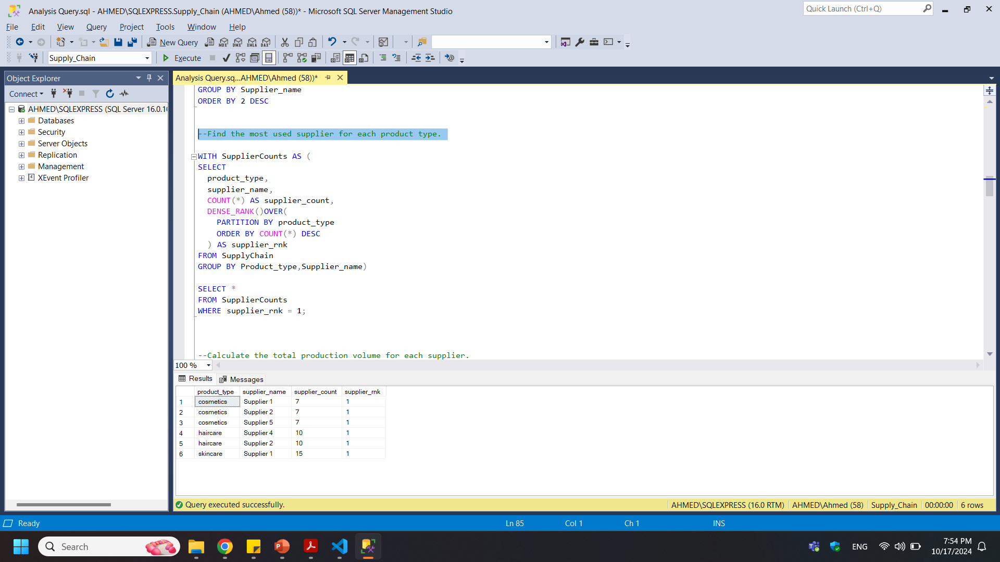 Analysis Query.sql - AHMED\SQLEXPRESS.Supply_Chain (AHMED\Ahmed (58))* - Microsoft SQL Server Management Studio
Quick Launch (Ctrl+Q)
File Edit View Query Project Tools Window Help
New Query MDX DMX XMLA DAX
Supply_Chain Execute
Object Explorer
Analysis Query.sq...AHMED\Ahmed (58))*
Connect
AHMED\SQLEXPRESS (SQL Server 16.0.10
Databases
Security
Server Objects
Replication
Management
XEvent Profiler
GROUP BY Supplier_name
ORDER BY 2 DESC
--Find the most used supplier for each product type.
WITH SupplierCounts AS (
SELECT
product_type,
supplier_name,
COUNT(*) AS supplier_count,
DENSE_RANK()OVER(
PARTITION BY product_type
ORDER BY COUNT(*) DESC
) AS supplier_rnk
FROM SupplyChain
GROUP BY Product_type,Supplier_name)
SELECT *
FROM SupplierCounts
WHERE supplier_rnk = 1;
--Calculate the total production volume for each supplier.
100 %
Results Messages
product_type supplier_name supplier_count supplier_rnk
1 cosmetics Supplier 1 7 1
2 cosmetics Supplier 2 7 1
3 cosmetics Supplier 5 7 1
4 haircare Supplier 4 10 1
5 haircare Supplier 2 10 1
6 skincare Supplier 1 15 1
Query executed successfully. AHMED\SQLEXPRESS (16.0 RTM) AHMED\Ahmed (58) Supply_Chain 00:00:00 6 rows
Ready Ln 85 Col 1 Ch 1 INS
Search ENG 7:54 PM
10/17/2024